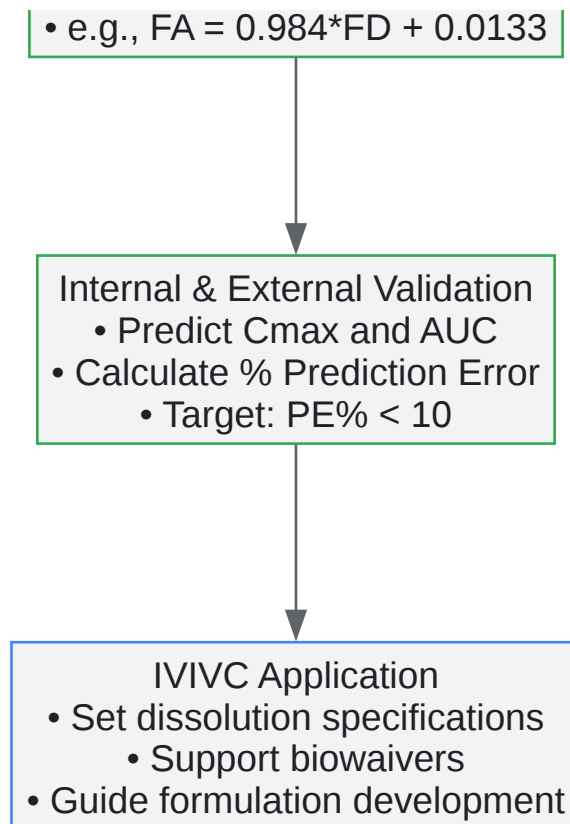 • e.g., FA = 0.984*FD + 0.0133
Internal & External Validation
• Predict Cmax and AUC
• Calculate % Prediction Error
• Target: PE% < 10
IVIVC Application
• Set dissolution specifications
• Support biowaivers
• Guide formulation development